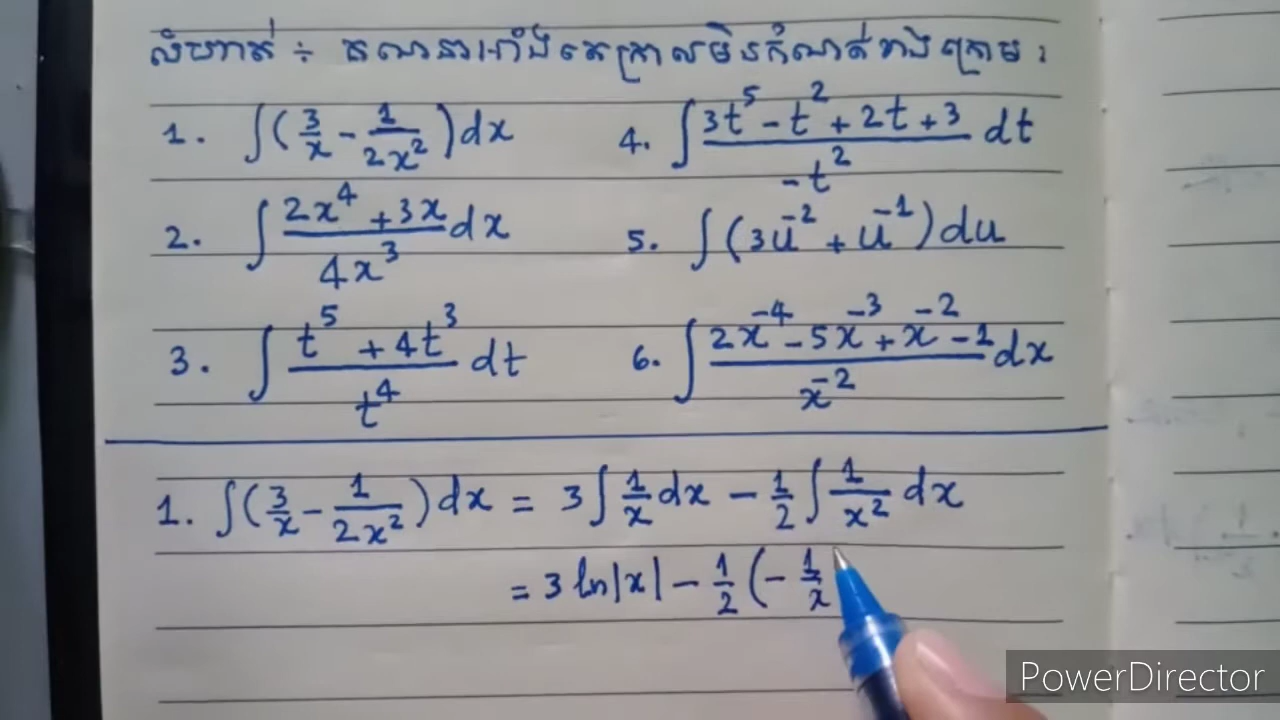 លំហាត់ ÷ គណនាអាំងតេក្រាលមិនកំណត់ខាងក្រោម ៖
1. ∫(3/x - 1/2x²)dx
2. ∫ (2x⁴ + 3x)/4x³ dx
3. ∫ (t⁵ + 4t³)/t⁴ dt
4. ∫ (3t⁵ - t² + 2t + 3)/-t² dt
5. ∫(3u⁻² + u⁻¹)du
6. ∫ (2x⁻⁴ - 5x⁻³ + x⁻² - 1)/x⁻² dx
1. ∫(3/x - 1/2x²)dx = 3∫ 1/x dx - 1/2 ∫ 1/x² dx
= 3 ln|x| - 1/2 (- 1/x
PowerDirector